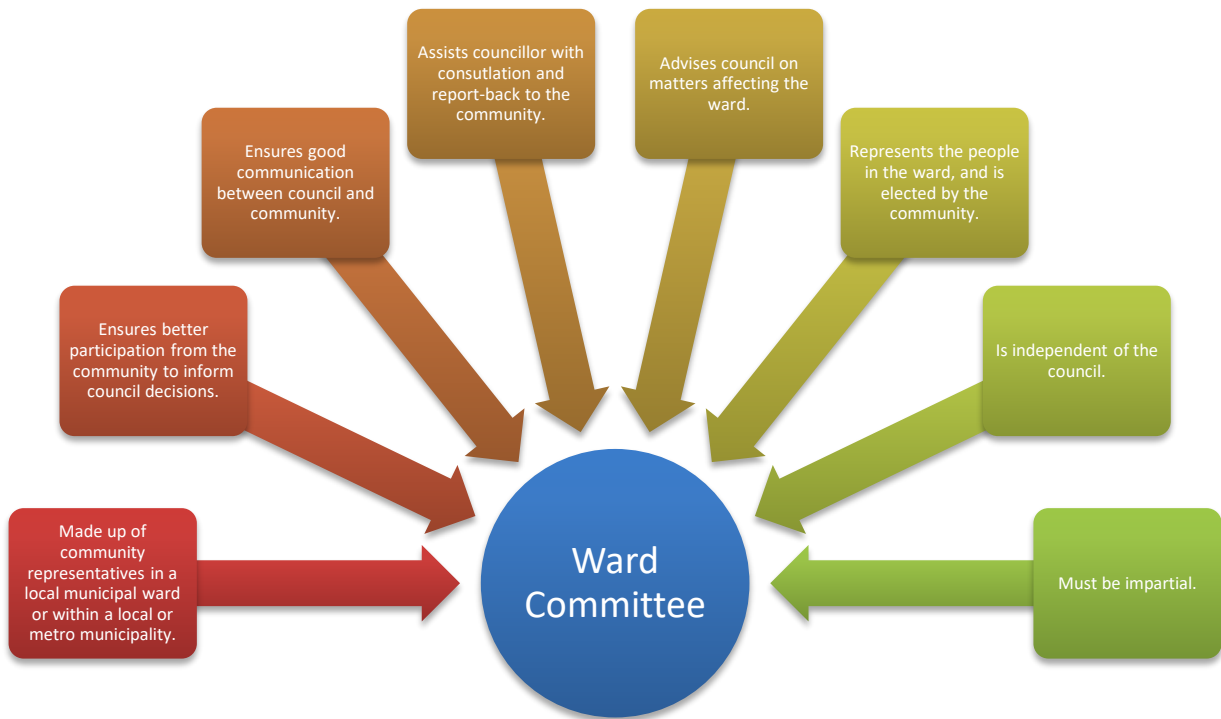 Made up of
community
representatives in a
local municipal ward
or within a local or
metro municipality.
Ensures better
participation from the
community to inform
council decisions.
Ensures good
communication
between council and
community.
Assists councillor with
consutlation and
report-back to the
community.
Advises council on
matters affecting the
ward.
Represents the people
in the ward, and is
elected by the
community.
Is independent of the
council.
Must be impartial.
Ward
Committee